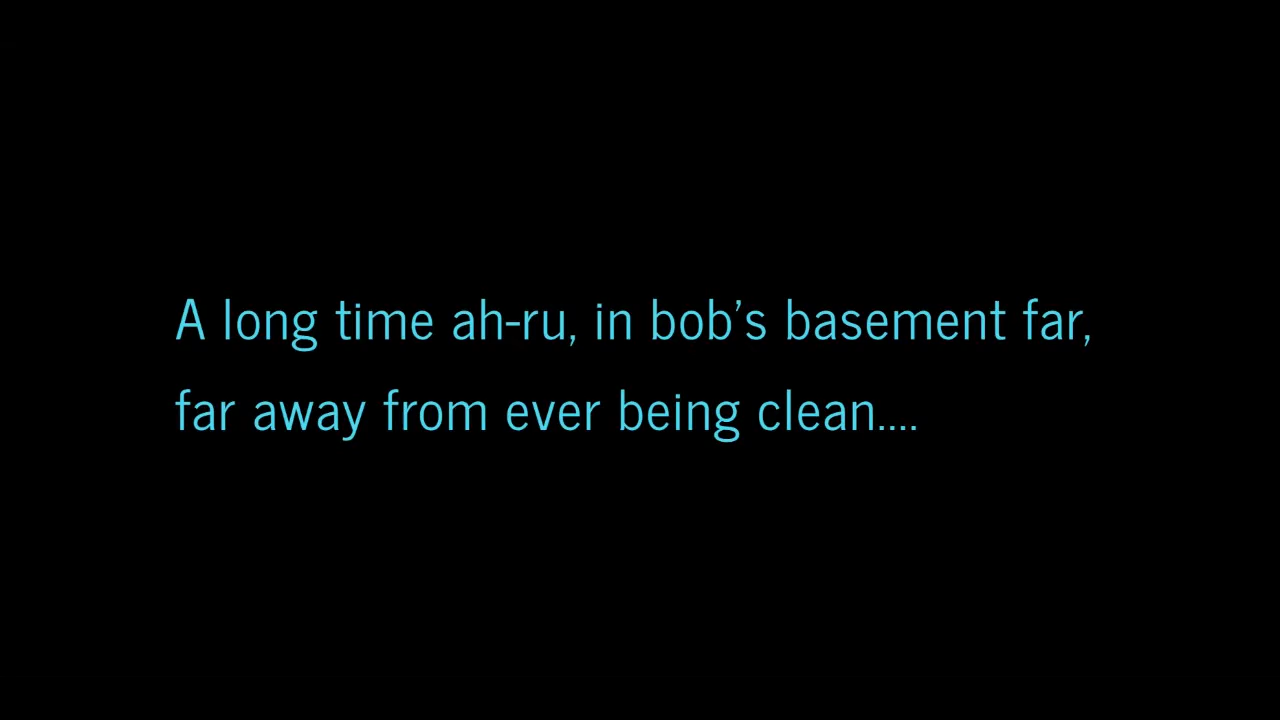 A long time ah-ru, in bob’s basement far,
far away from ever being clean....